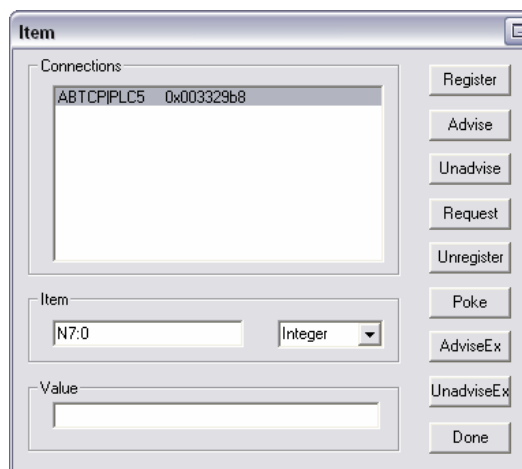 Item
Connections
ABTCP|PLC5 0x003329b8
Register
Advise
Unadvise
Request
Unregister
Item
N7:0
Integer
Poke
AdviseEx
Value
UnadviseEx
Done